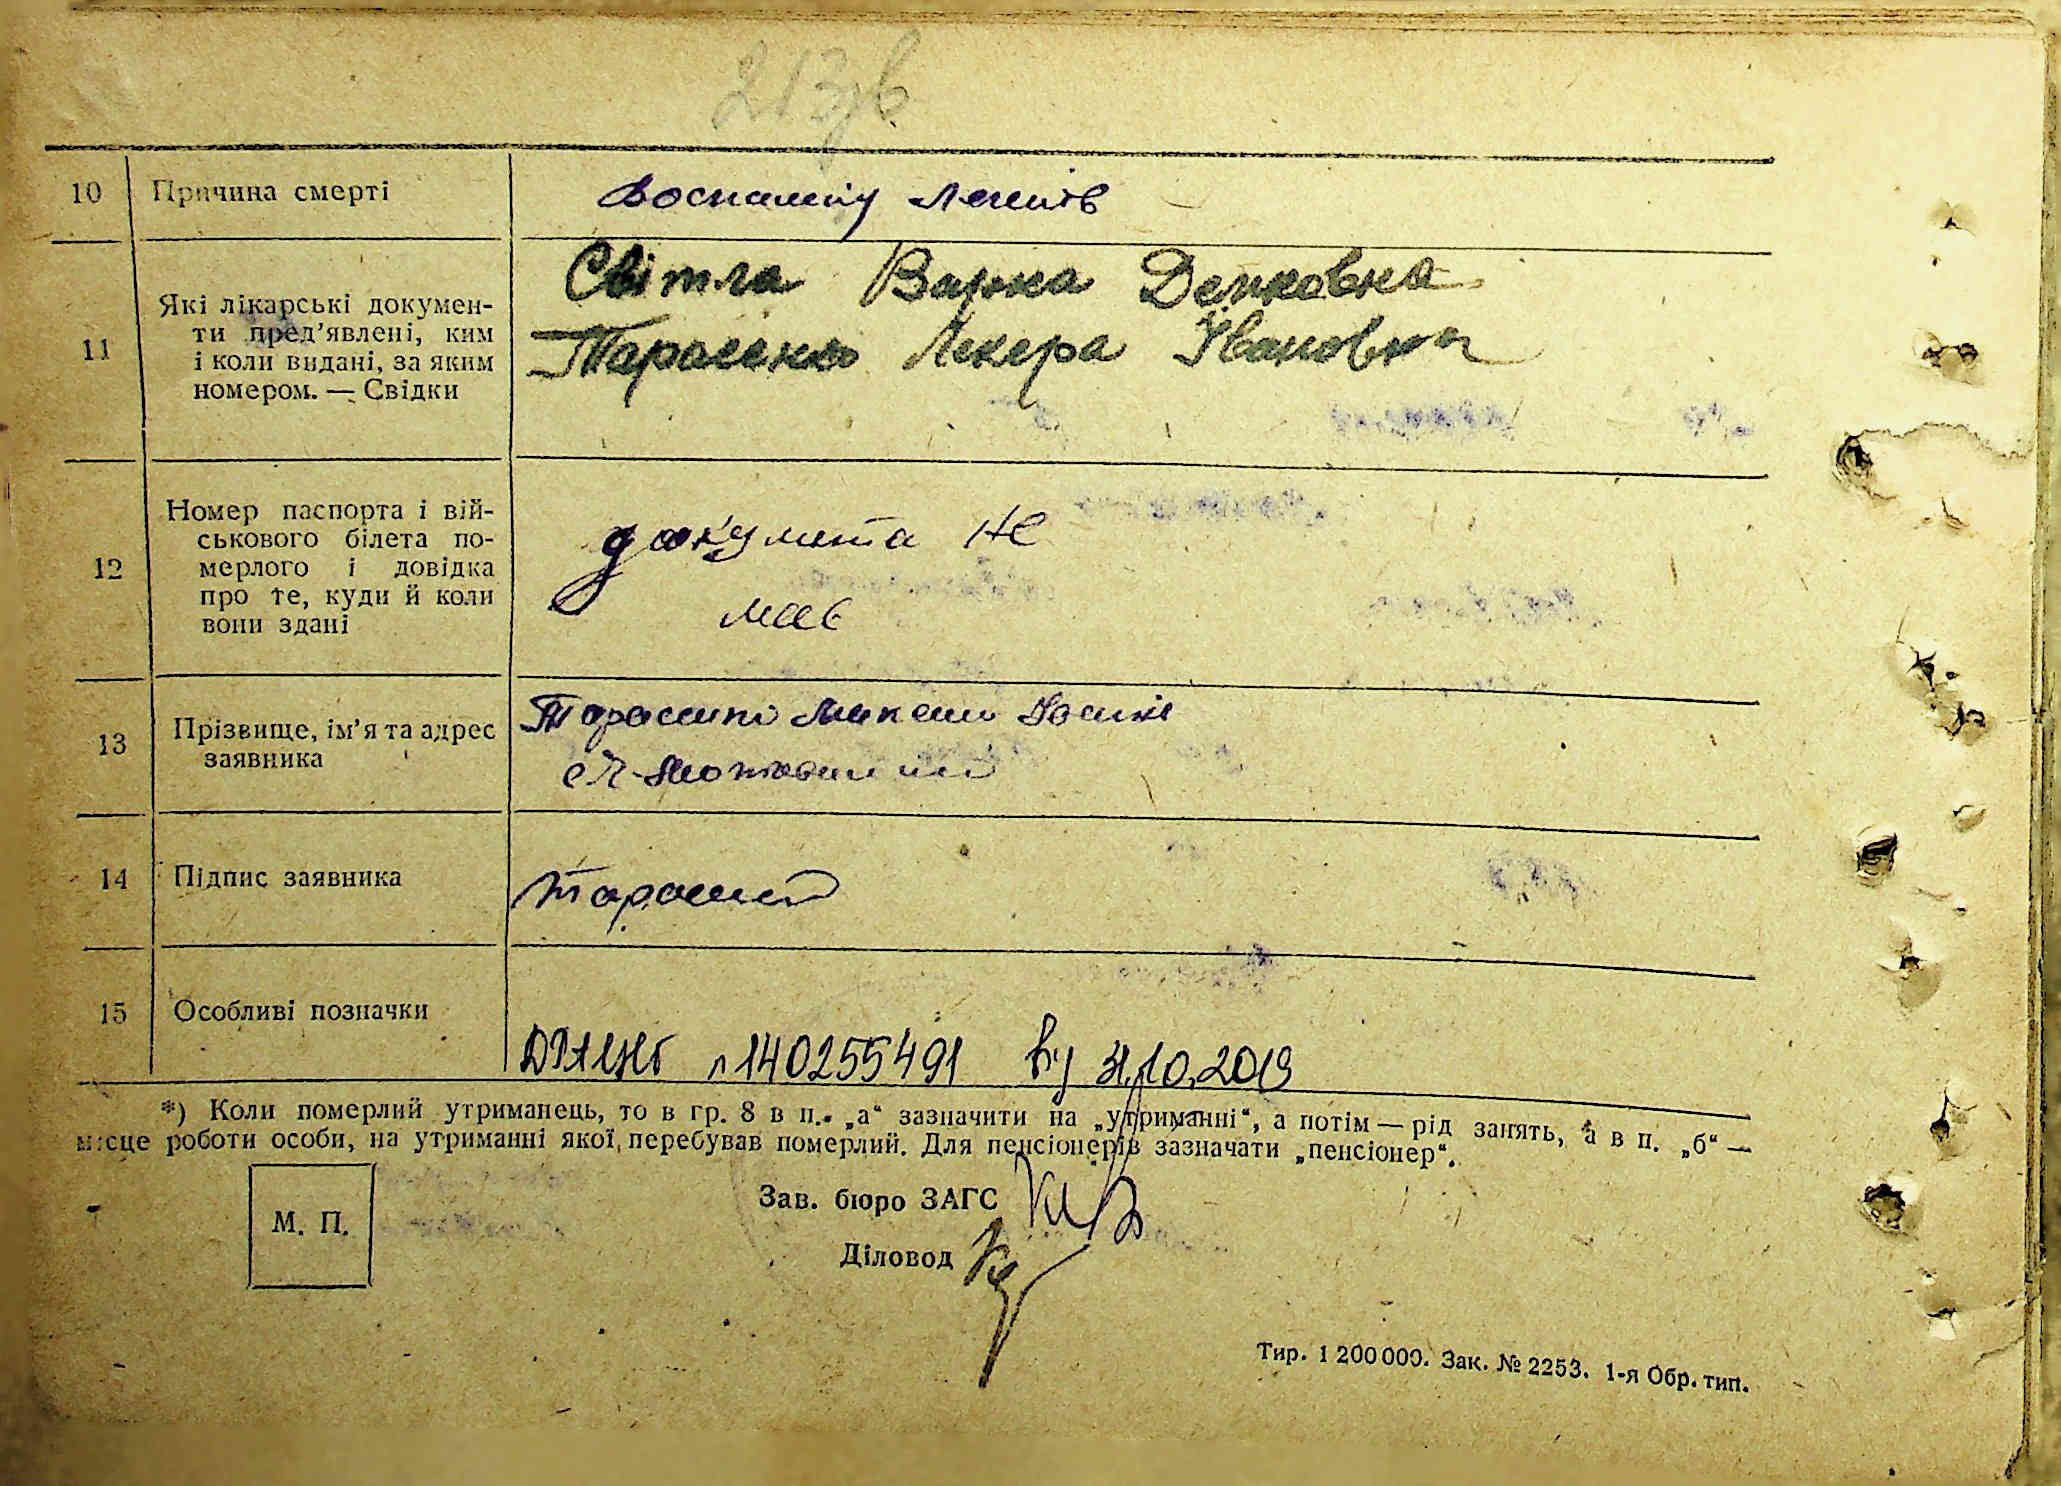 213зв
10 Причина смерті
Воспаленіу легенів
11 Які лікарські докумен-
ти пред’явлені, ким
і коли видані, за яким
номером. — Свідки
Світла Варка Демковна
Тарасенко Лекера Івановна
12 Номер паспорта і вій-
ськового білета по-
мерлого і довідка
про те, куди й коли
вони здані
документа не
має
13 Прізвище, ім’я та адрес
заявника
14 Підпис заявника
15 Особливі позначки
ДРАЦСГ п140255491 від 31.10.2019
*) Коли померлий утриманець, то в гр. 8 в п. „а“ зазначити на „утриманні“, а потім — рід занять, а в п. „б“ —
місце роботи особи, на утриманні якої перебував померлий. Для пенсіонерів зазначати „пенсіонер“.
М. П.
Зав. бюро ЗАГС
Діловод
Тир. 1 200 000. Зак. № 2253. 1-я Обр. тип.